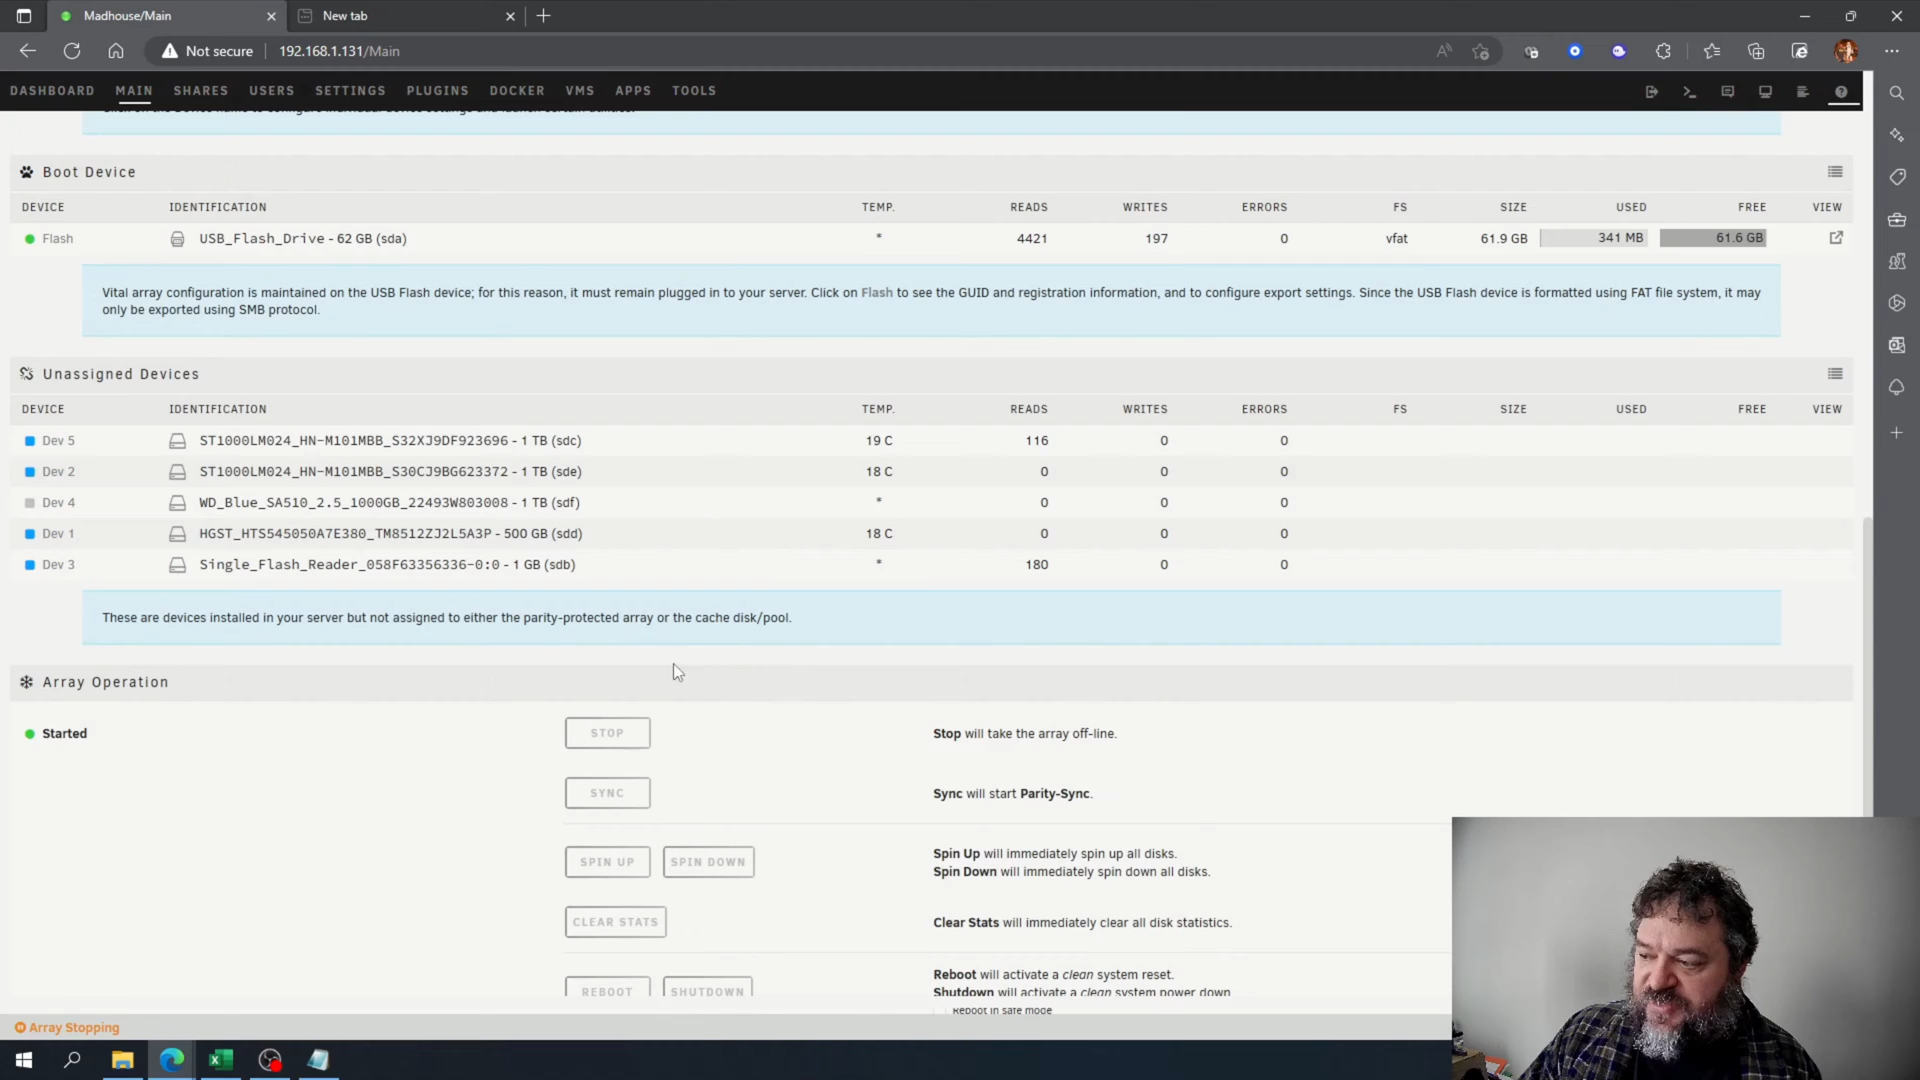 Madhouse/Main
New tab
Not secure
192.168.1.131/Main
DASHBOARD MAIN SHARES USERS SETTINGS PLUGINS DOCKER VMS APPS TOOLS
Boot Device
DEVICE IDENTIFICATION TEMP. READS WRITES ERRORS FS SIZE USED FREE VIEW
Flash USB_Flash_Drive - 62 GB (sda) * 4421 197 0 vfat 61.9 GB 341 MB 61.6 GB
Vital array configuration is maintained on the USB Flash device; for this reason, it must remain plugged in to your server. Click on Flash to see the GUID and registration information, and to configure export settings. Since the USB Flash device is formatted using FAT file system, it may
only be exported using SMB protocol.
Unassigned Devices
DEVICE IDENTIFICATION TEMP. READS WRITES ERRORS FS SIZE USED FREE VIEW
Dev 5 ST1000LM024_HN-M101MBB_S32XJ9DF923696 - 1 TB (sdc) 19 C 116 0 0
Dev 2 ST1000LM024_HN-M101MBB_S30CJ9BG623372 - 1 TB (sde) 18 C 0 0 0
Dev 4 WD_Blue_SA510_2.5_1000GB_22493W803008 - 1 TB (sdf) * 0 0 0
Dev 1 HGST_HTS545050A7E380_TM8512ZJ2L5A3P - 500 GB (sdd) 18 C 0 0 0
Dev 3 Single_Flash_Reader_058F63356336-0:0 - 1 GB (sdb) * 180 0 0
These are devices installed in your server but not assigned to either the parity-protected array or the cache disk/pool.
Array Operation
Started STOP Stop will take the array off-line.
SYNC Sync will start Parity-Sync.
SPIN UP SPIN DOWN Spin Up will immediately spin up all disks.
Spin Down will immediately spin down all disks.
CLEAR STATS Clear Stats will immediately clear all disk statistics.
Reboot will activate a clean system reset.
REBOOT SHUTDOWN Shutdown will activate a clean system power down
Reboot in safe mode
Array Stopping